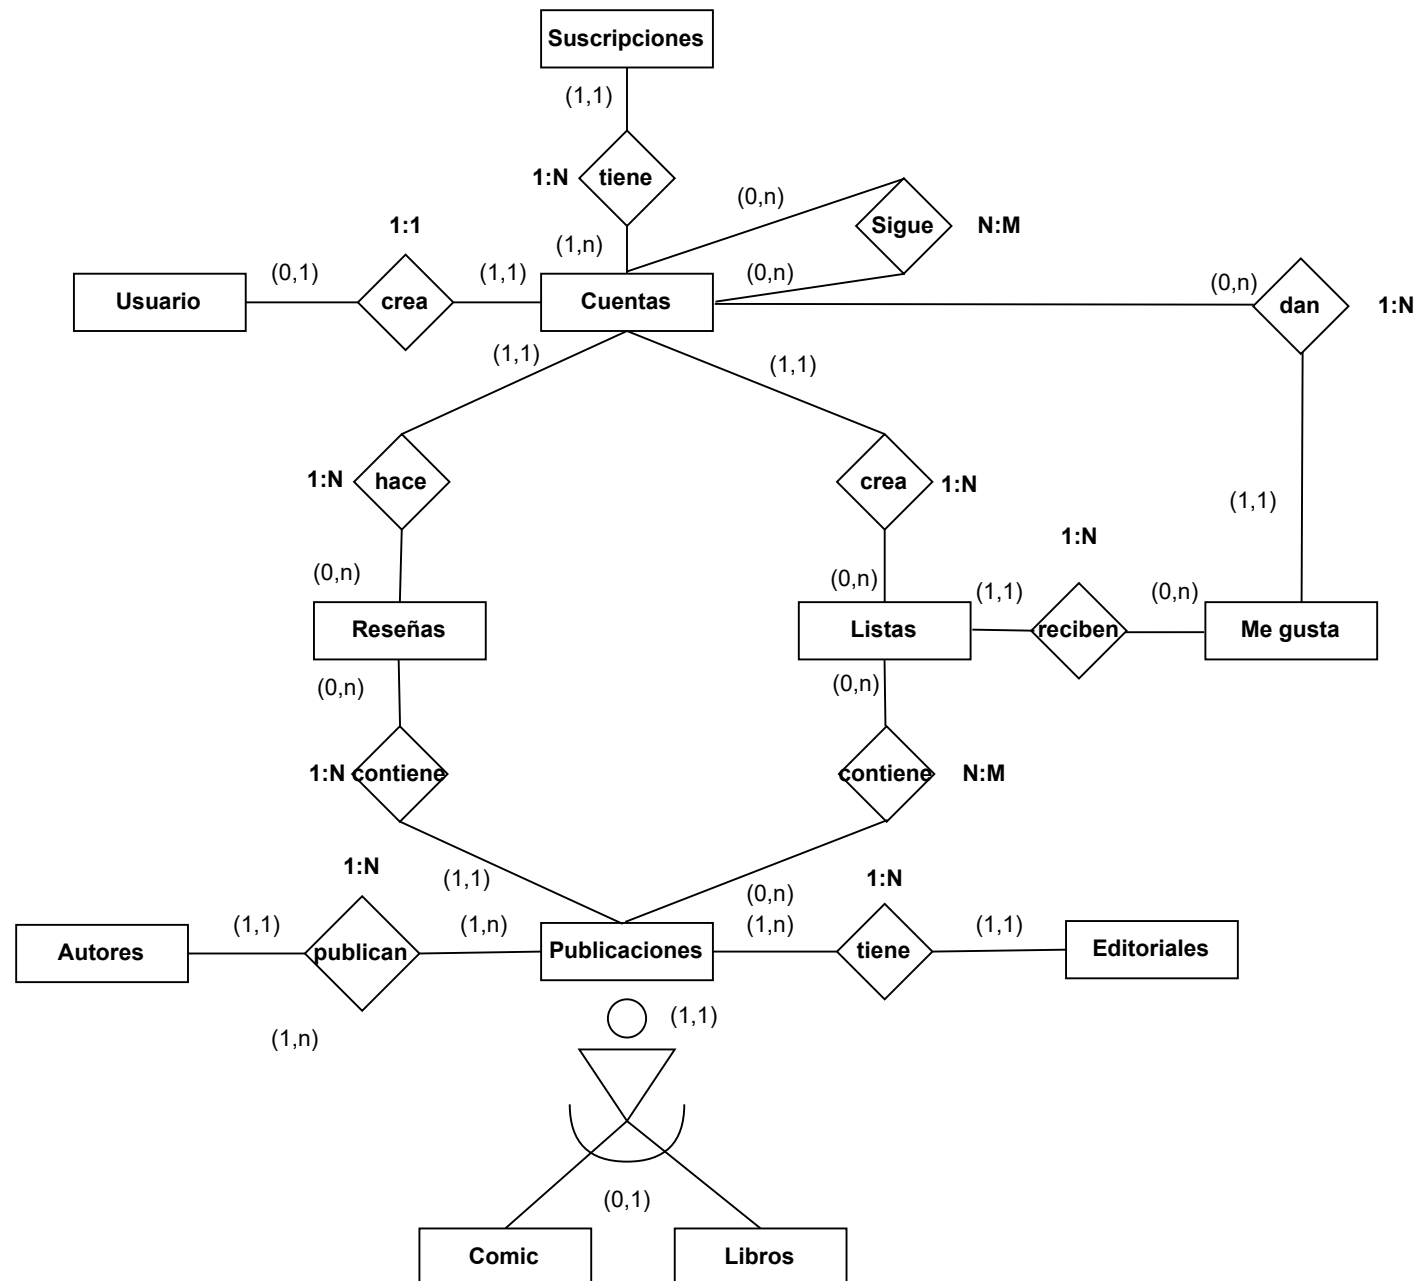 Suscripciones
(1,1)
1:N
tiene
(0,n)
Sigue
N:M
1:1
(1,n)
(0,1)
(1,1)
(0,n)
(0,n)
Usuario
crea
Cuentas
dan
1:N
(1,1)
(1,1)
1:N
hace
crea
1:N
(1,1)
1:N
(0,n)
(0,n)
(1,1)
(0,n)
Reseñas
Listas
reciben
Me gusta
(0,n)
(0,n)
1:N
contiene
contiene
N:M
1:N
(1,1)
(0,n)
1:N
(1,1)
(1,n)
(1,n)
(1,1)
Autores
publican
Publicaciones
tiene
Editoriales
(1,n)
(1,1)
(0,1)
Comic
Libros